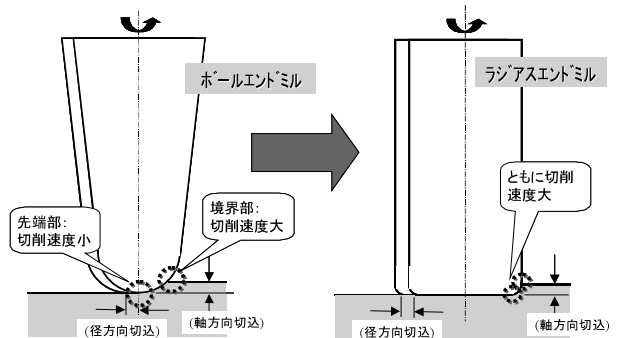 ボールエンドミル
先端部:
切削速度小
境界部:
切削速度大
(径方向切込)
(軸方向切込)
ラジアスエンドミル
ともに切削
速度大
(径方向切込)
(軸方向切込)